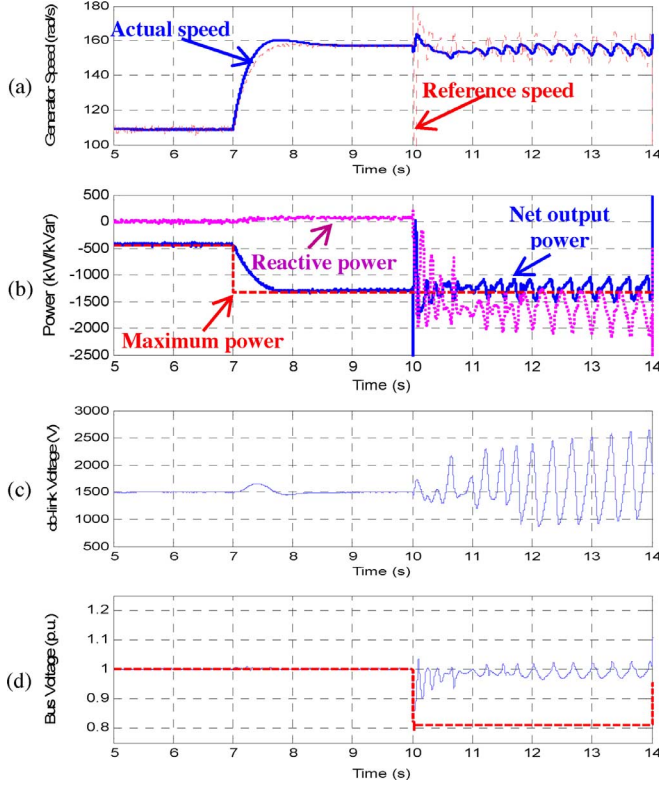 180
160
140
120
100
Generator Speed (rad/s)
(a)
Actual speed
Reference speed
5 6 7 8 9 10 11 12 13 14
Time (s)
500
0
-500
-1000
-1500
-2000
-2500
Power (kW/kVar)
(b)
Net output
power
Reactive power
Maximum power
5 6 7 8 9 10 11 12 13 14
Time (s)
3000
2500
2000
1500
1000
500
dc-link Voltage (V)
(c)
5 6 7 8 9 10 11 12 13 14
Time (s)
1.2
1.1
1
0.9
0.8
Bus Voltage (p.u.)
(d)
5 6 7 8 9 10 11 12 13 14
Time (s)